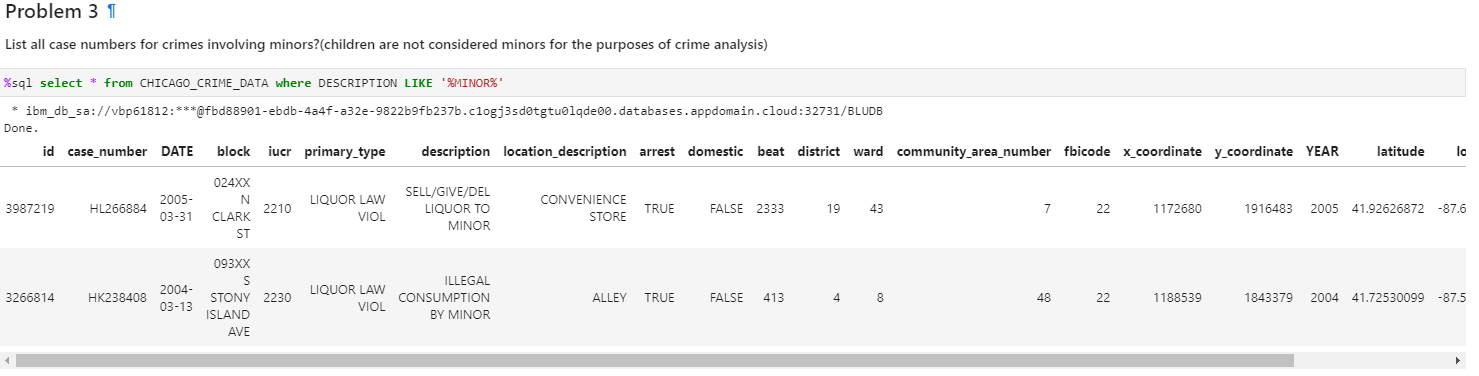 Problem 3 ¶
List all case numbers for crimes involving minors?(children are not considered minors for the purposes of crime analysis)
%sql select * from CHICAGO_CRIME_DATA where DESCRIPTION LIKE '%MINOR%'
* ibm_db_sa://vbp61812:***@fbd88901-ebdb-4a4f-a32e-9822b9fb237b.c1ogj3sd0tgtu0lqde00.databases.appdomain.cloud:32731/BLUDB
Done.
id case_number DATE block iucr primary_type description location_description arrest domestic beat district ward community_area_number fbicode x_coordinate y_coordinate YEAR latitude lo
3987219 HL266884 2005-03-31 024XX N CLARK ST 2210 LIQUOR LAW VIOL SELL/GIVE/DEL LIQUOR TO MINOR CONVENIENCE STORE TRUE FALSE 2333 19 43 7 22 1172680 1916483 2005 41.92626872 -87.6
3266814 HK238408 2004-03-13 093XX S STONY ISLAND AVE 2230 LIQUOR LAW VIOL ILLEGAL CONSUMPTION BY MINOR ALLEY TRUE FALSE 413 4 8 48 22 1188539 1843379 2004 41.72530099 -87.5